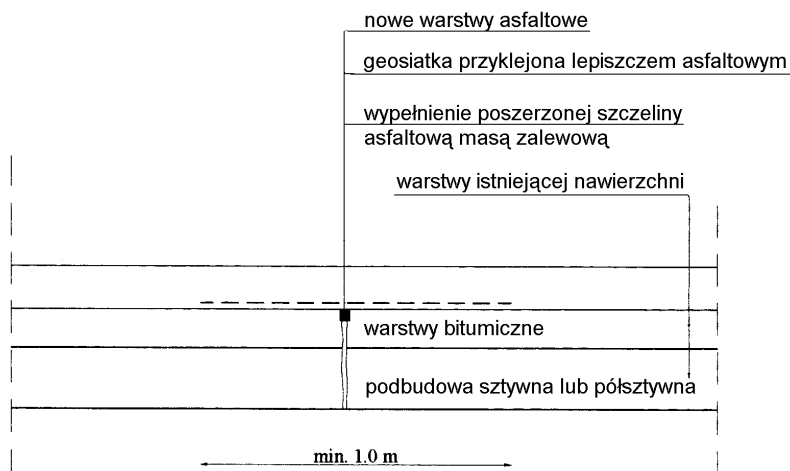 nowe warstwy asfaltowe
geosiatka przyklejona lepiszczem asfaltowym
wypełnienie poszerzonej szczeliny
asfaltową masą zalewową
warstwy istniejącej nawierzchni
warstwy bitumiczne
podbudowa sztywna lub półsztywna
min. 1.0 m